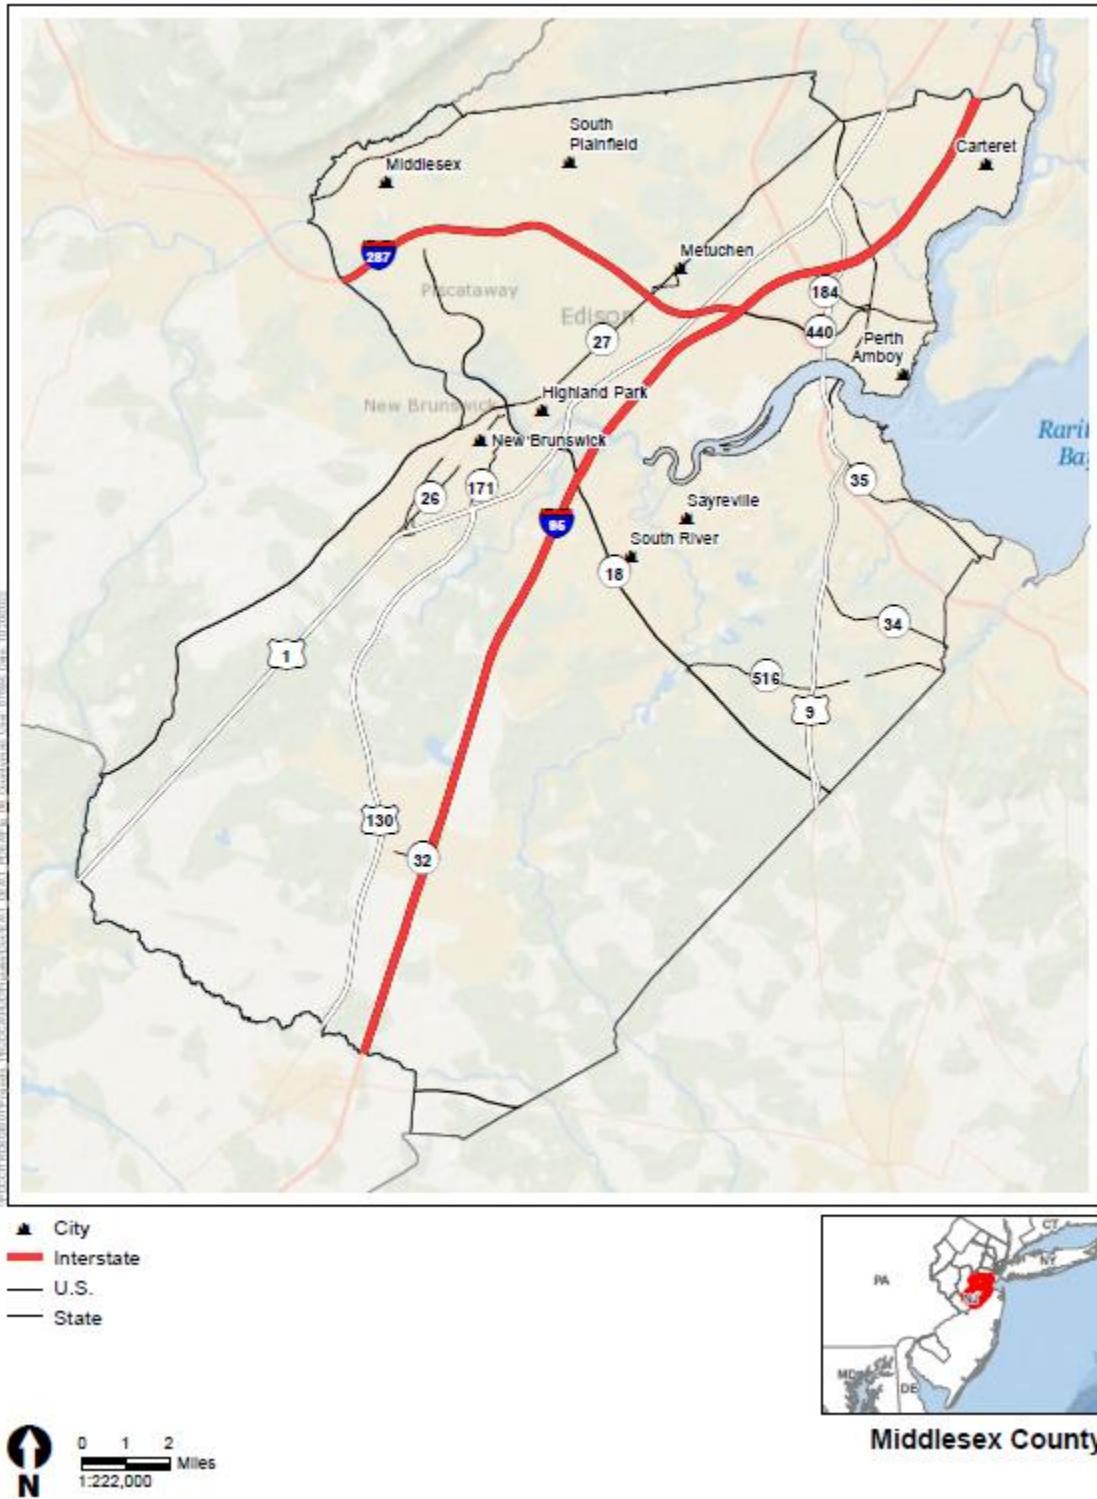 South
Plainfield
Carteret
Middlesex
Metuchen
287
Piscataway
184
Edison
440
27
Perth
Amboy
Highland Park
New Brunswick
New Brunswick
Sayreville
35
171
26
95
South River
18
34
1
516
9
130
32
City
Interstate
U.S.
State
CT
NY
PA
NJ
MD
DE
0 1 2
Miles
1:222,000
N
Middlesex County